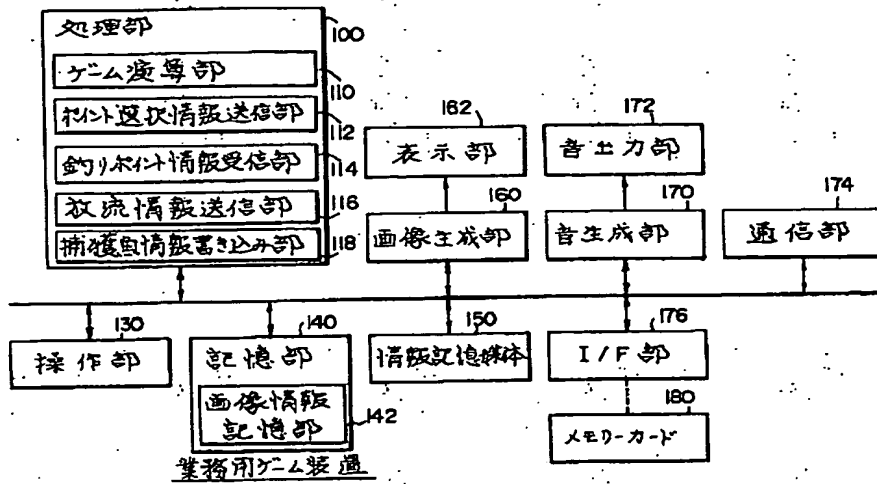 処理部
100
ゲーム演算部
110
ポイント選択情報送信部
112
釣りポイント情報受信部
114
放流情報送信部
116
捕獲魚情報書き込み部
118
162
表示部
172
音出力部
160
画像生成部
170
音生成部
174
通信部
130
操作部
140
記憶部
画像情報
記憶部
142
150
情報記憶媒体
176
I/F部
180
メモリーカード
業務用ゲーム装置